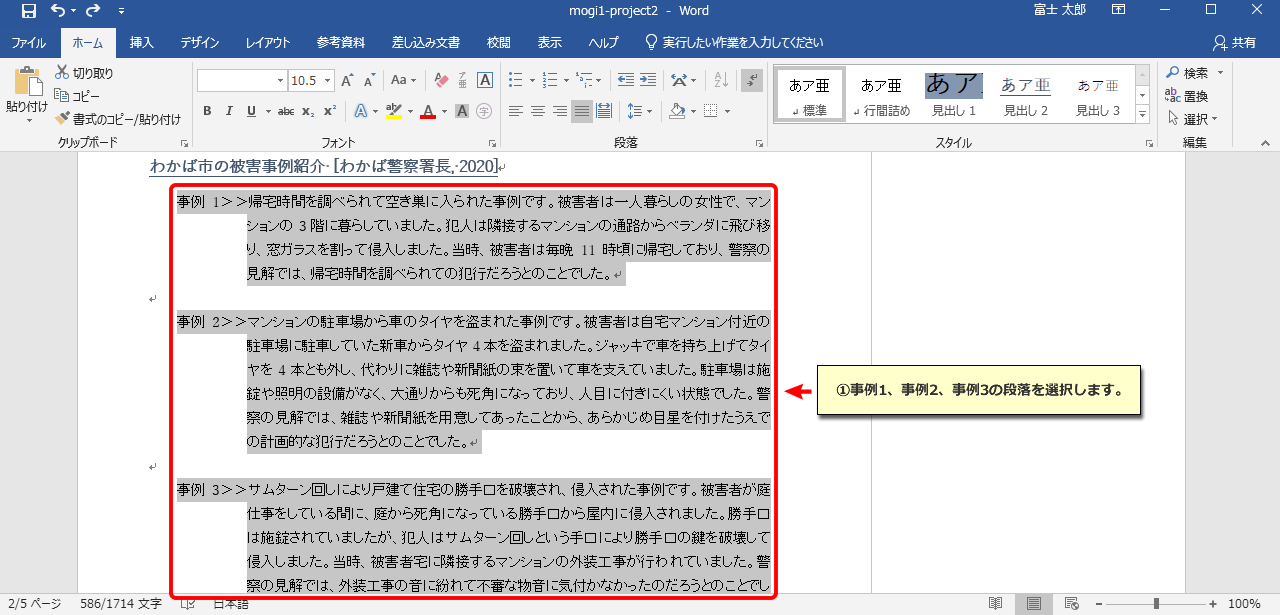 mogi1-project2 - Word
富士 太郎
ファイル ホーム 挿入 デザイン レイアウト 参考資料 差し込み文書 校閲 表示 ヘルプ 実行したい作業を入力してください 共有
貼り付け
切り取り
コピー
書式のコピー/貼り付け
クリップボード
10.5
A A Aa
B I U abc x₂ x² A ab A A 字
フォント
段落
あア亜 標準
あア亜 行間詰め
あア 見出し 1
あア亜 見出し 2
あア亜 見出し 3
スタイル
検索
置換
選択
編集
わかば市の被害事例紹介・[わかば警察署長,・2020]
事例 1>>帰宅時間を調べられて空き巣に入られた事例です。被害者は一人暮らしの女性で、マン
ションの 3 階に暮らしていました。犯人は隣接するマンションの通路からベランダに飛び移
り、窓ガラスを割って侵入しました。当時、被害者は毎晩 11 時頃に帰宅しており、警察の
見解では、帰宅時間を調べられての犯行だろうとのことでした。
事例 2>>マンションの駐車場から車のタイヤを盗まれた事例です。被害者は自宅マンション付近の
駐車場に駐車していた新車からタイヤ 4 本を盗まれました。ジャッキで車を持ち上げてタイ
ヤを 4 本とも外し、代わりに雑誌や新聞紙の束を置いて車を支えていました。駐車場は施
錠や照明の設備がなく、大通りからも死角になっており、人目に付きにくい状態でした。警
察の見解では、雑誌や新聞紙を用意してあったことから、あらかじめ目星を付けたうえで
の計画的な犯行だろうとのことでした。
①事例1、事例2、事例3の段落を選択します。
事例 3>>サムターン回しにより戸建て住宅の勝手口を破壊され、侵入された事例です。被害者が庭
仕事をしている間に、庭から死角になっている勝手口から屋内に侵入されました。勝手口
は施錠されていましたが、犯人はサムターン回しという手口により勝手口の鍵を破壊して
侵入しました。当時、被害者宅に隣接するマンションの外装工事が行われていました。警
察の見解では、外装工事の音に紛れて不審な物音に気付かなかったのだろうとのことでし
2/5 ページ 586/1714 文字 日本語 100%